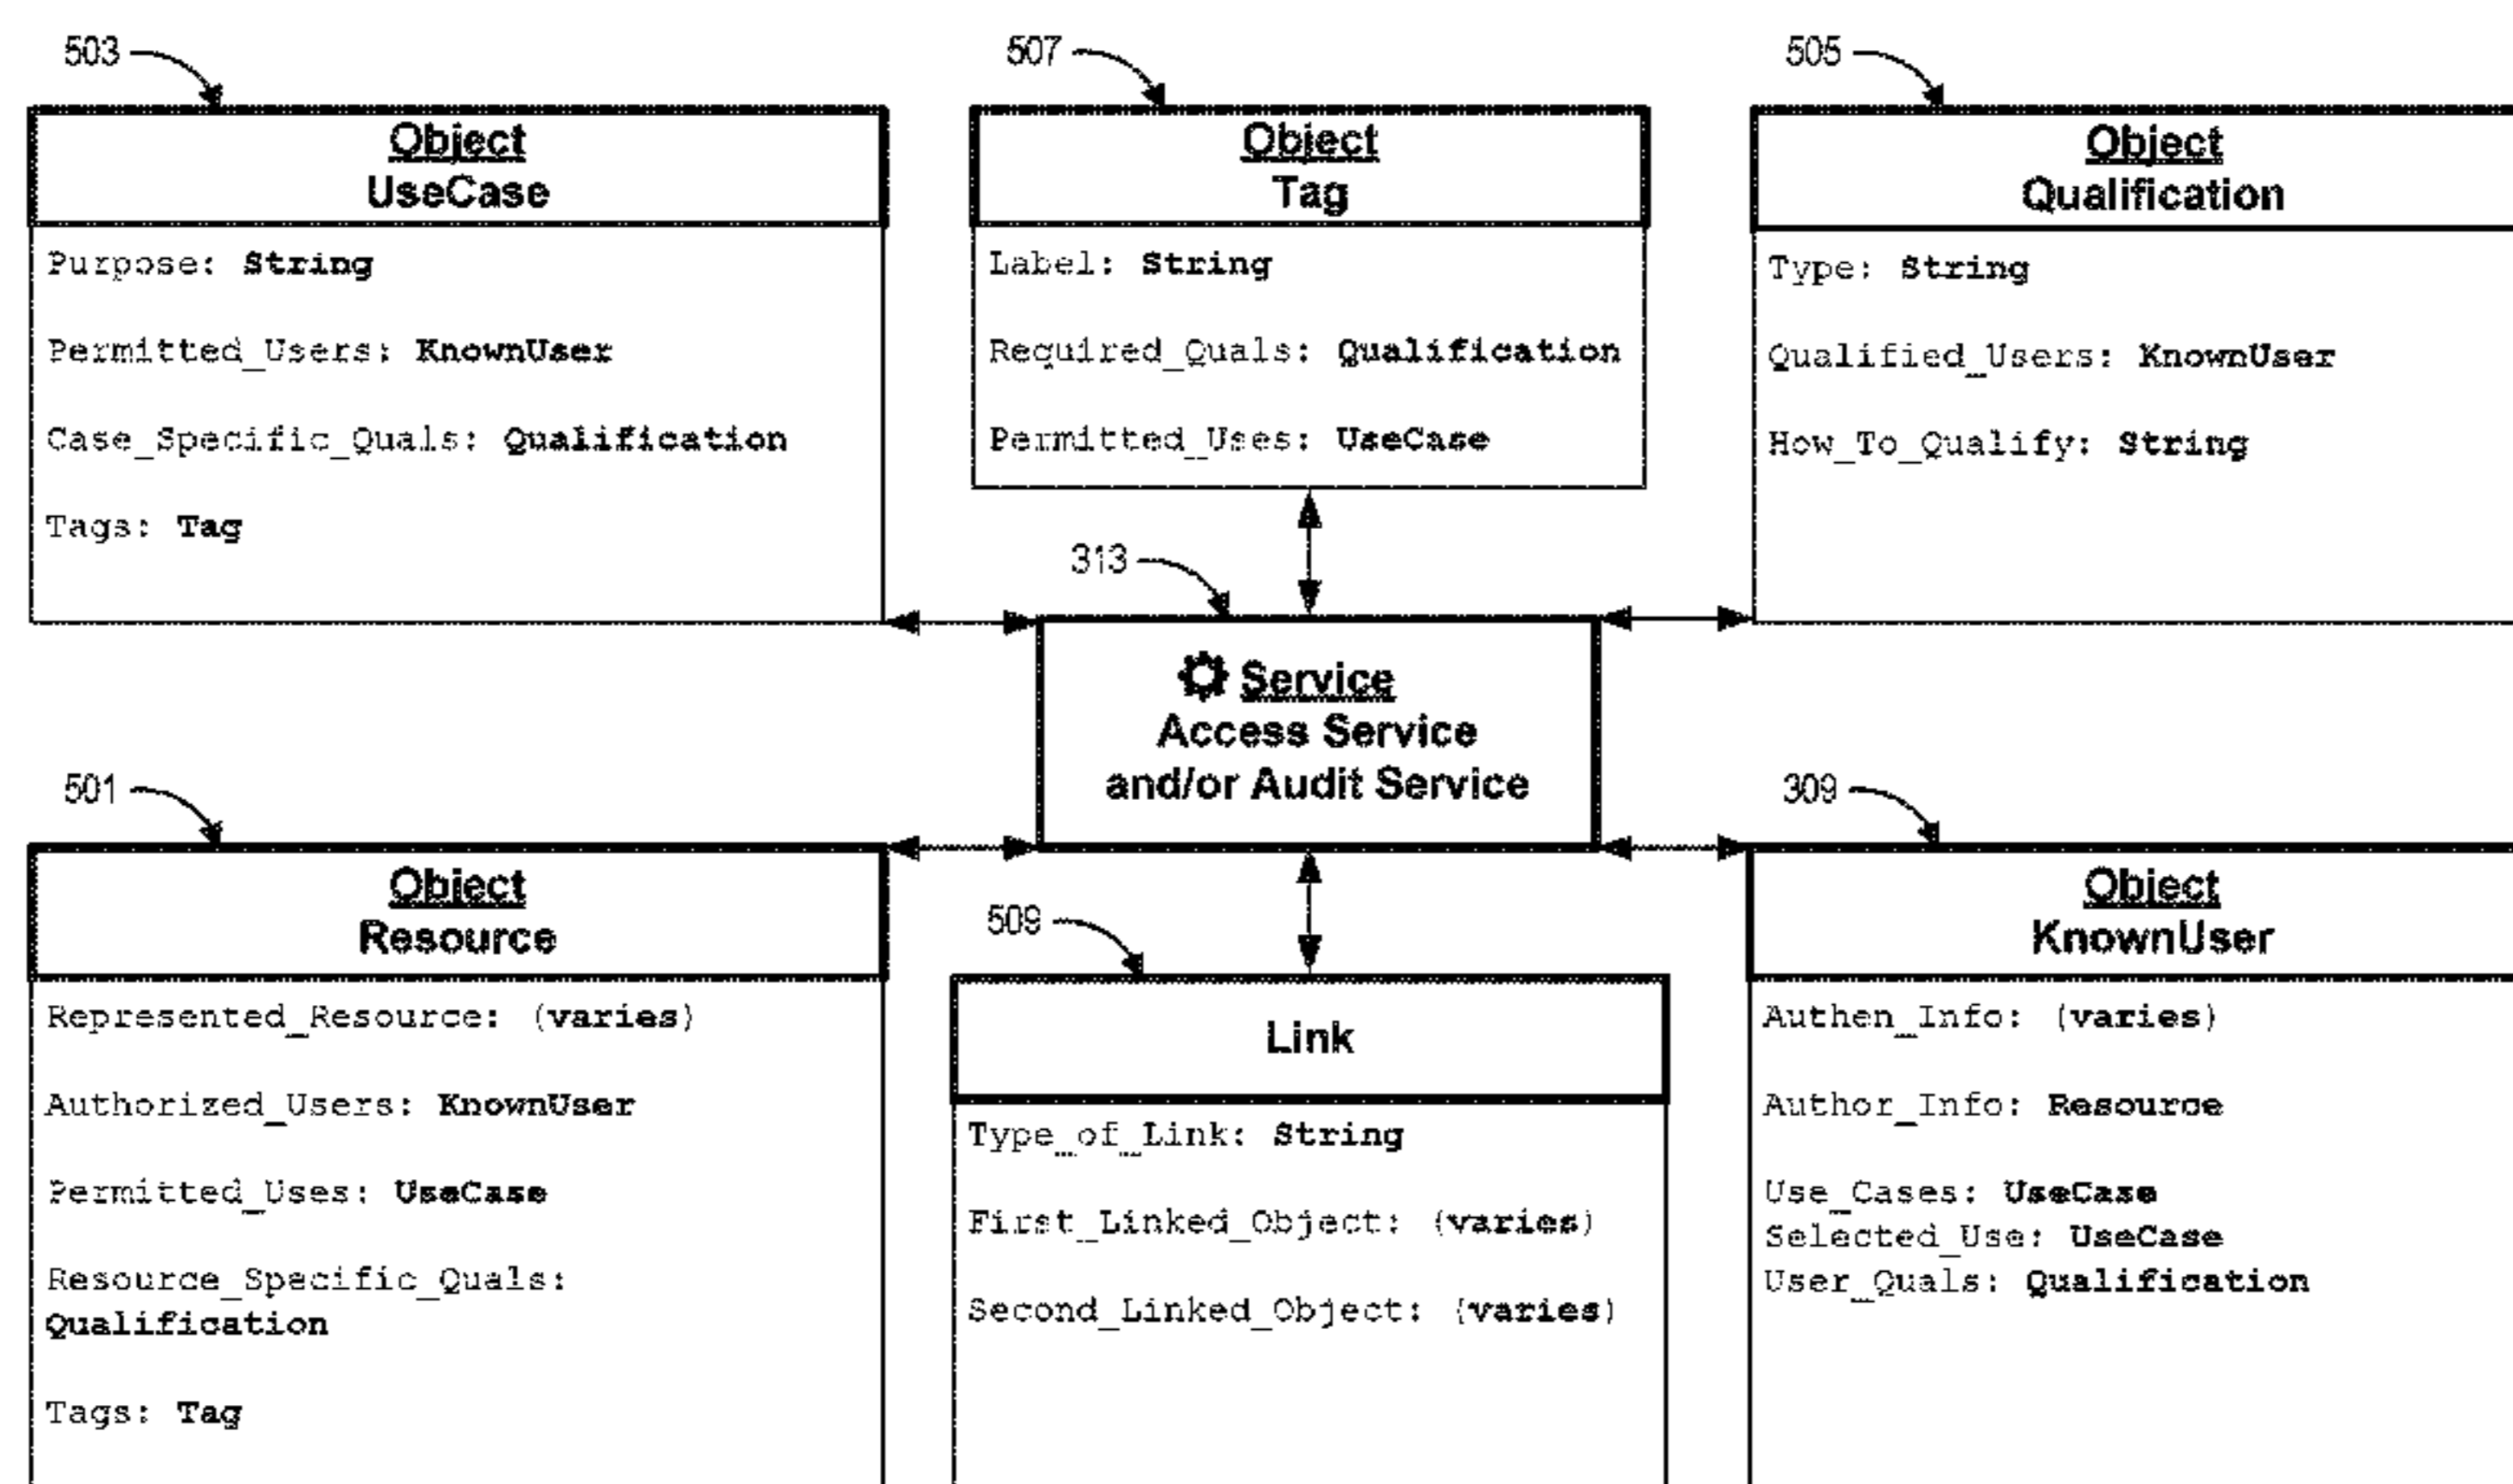 503
Object
UseCase
Purpose: String
Permitted_Users: KnownUser
Case_Specific_Quals: Qualification
Tags: Tag
507
Object
Tag
Label: String
Required_Quals: Qualification
Permitted_Uses: UseCase
505
Object
Qualification
Type: String
Qualified_Users: KnownUser
How_To_Qualify: String
313
Service
Access Service
and/or Audit Service
501
Object
Resource
Represented_Resource: (varies)
Authorized_Users: KnownUser
Permitted_Uses: UseCase
Resource_Specific_Quals:
Qualification
Tags: Tag
509
Link
Type_of_Link: String
First_Linked_Object: (varies)
Second_Linked_Object: (varies)
309
Object
KnownUser
Authen_Info: (varies)
Author_Info: Resource
Use_Cases: UseCase
Selected_Use: UseCase
User_Quals: Qualification